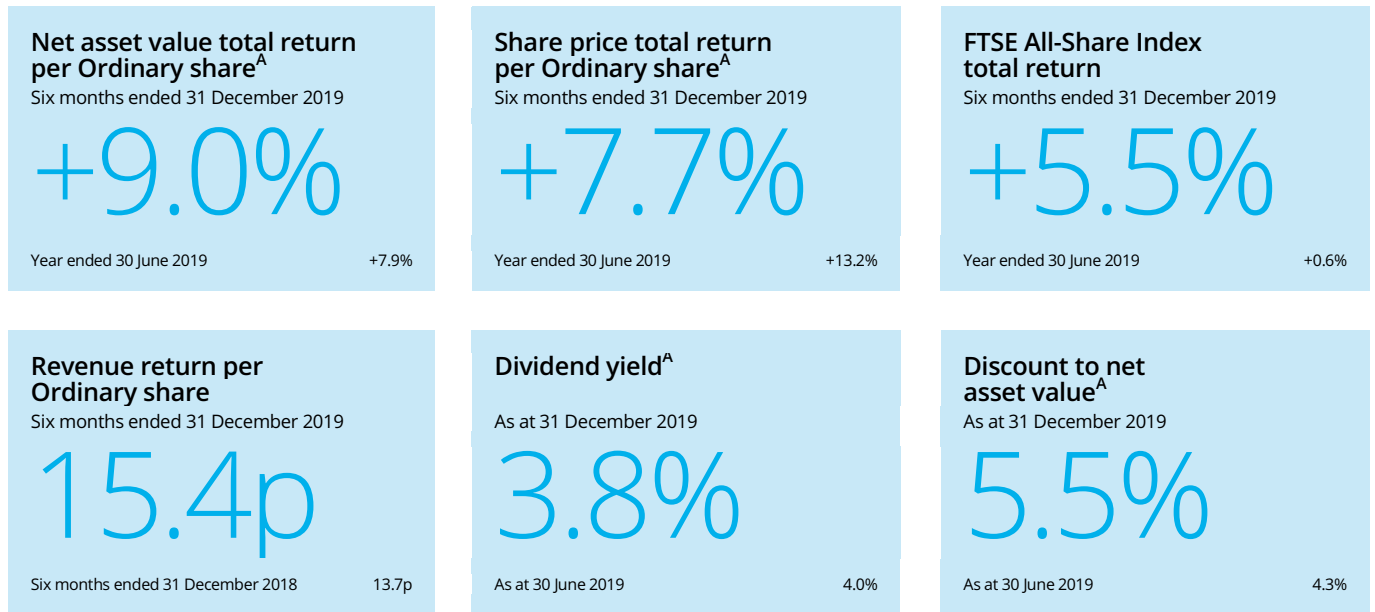 Net asset value total return
per Ordinary shareᴬ
Six months ended 31 December 2019
+9.0%
Year ended 30 June 2019 +7.9%
Share price total return
per Ordinary shareᴬ
Six months ended 31 December 2019
+7.7%
Year ended 30 June 2019 +13.2%
FTSE All-Share Index
total return
Six months ended 31 December 2019
+5.5%
Year ended 30 June 2019 +0.6%
Revenue return per
Ordinary share
Six months ended 31 December 2019
15.4p
Six months ended 31 December 2018 13.7p
Dividend yieldᴬ
As at 31 December 2019
3.8%
As at 30 June 2019 4.0%
Discount to net
asset valueᴬ
As at 31 December 2019
5.5%
As at 30 June 2019 4.3%